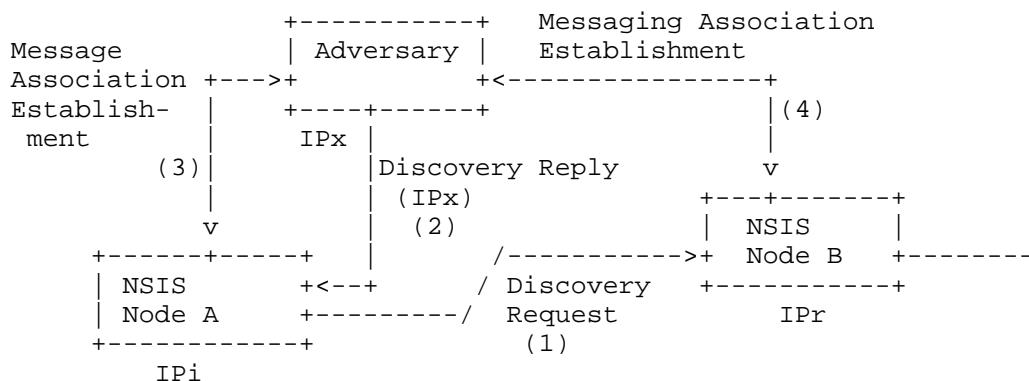 +-----------+   Messaging Association
Message          | Adversary |   Establishment
Association +--->+           +<----------------+
Establish-  |    +----+------+                 |(4)
ment       |     IPx |                        |
(3)|         |Discovery Reply         v
|         | (IPx)              +---+-------+
v         |  (2)               |  NSIS     |
+------+-----+   |       /----------->+  Node B   +--------
| NSIS       +<--+      / Discovery   +-----------+
| Node A     +---------/  Request          IPr
+------------+             (1)
IPi